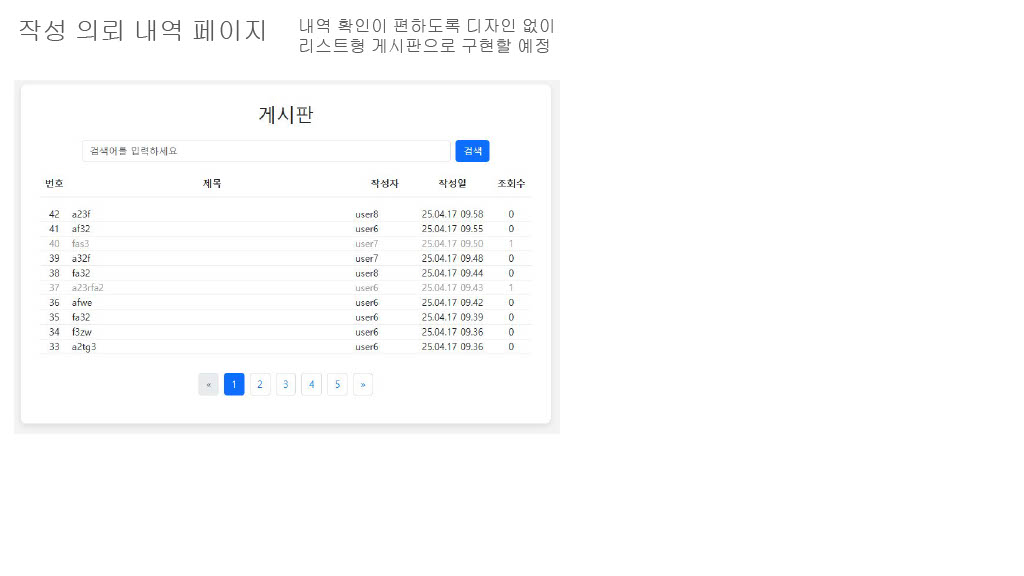 작성 의뢰 내역 페이지
내역 확인이 편하도록 디자인 없이
리스트형 게시판으로 구현할 예정
게시판
검색어를 입력하세요 검색
번호 제목 작성자 작성일 조회수
42 a23f user8 25.04.17 09.58 0
41 af32 user6 25.04.17 09.55 0
40 fas3 user7 25.04.17 09.50 1
39 a32f user7 25.04.17 09.48 0
38 fa32 user8 25.04.17 09.44 0
37 a23rfa2 user6 25.04.17 09.43 1
36 afwe user6 25.04.17 09.42 0
35 fa32 user6 25.04.17 09.39 0
34 f3zw user6 25.04.17 09.36 0
33 a2tg3 user6 25.04.17 09.36 0
« 1 2 3 4 5 »